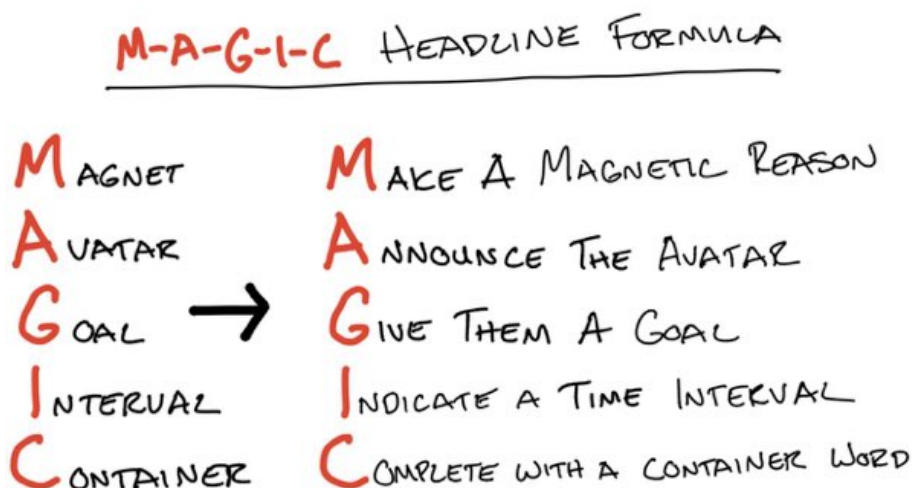 M-A-G-I-C HEADLINE FORMULA
MAGNET → MAKE A MAGNETIC REASON
AVATAR ANNOUNCE THE AVATAR
GOAL GIVE THEM A GOAL
INTERVAL INDICATE A TIME INTERVAL
CONTAINER COMPLETE WITH A CONTAINER WORD